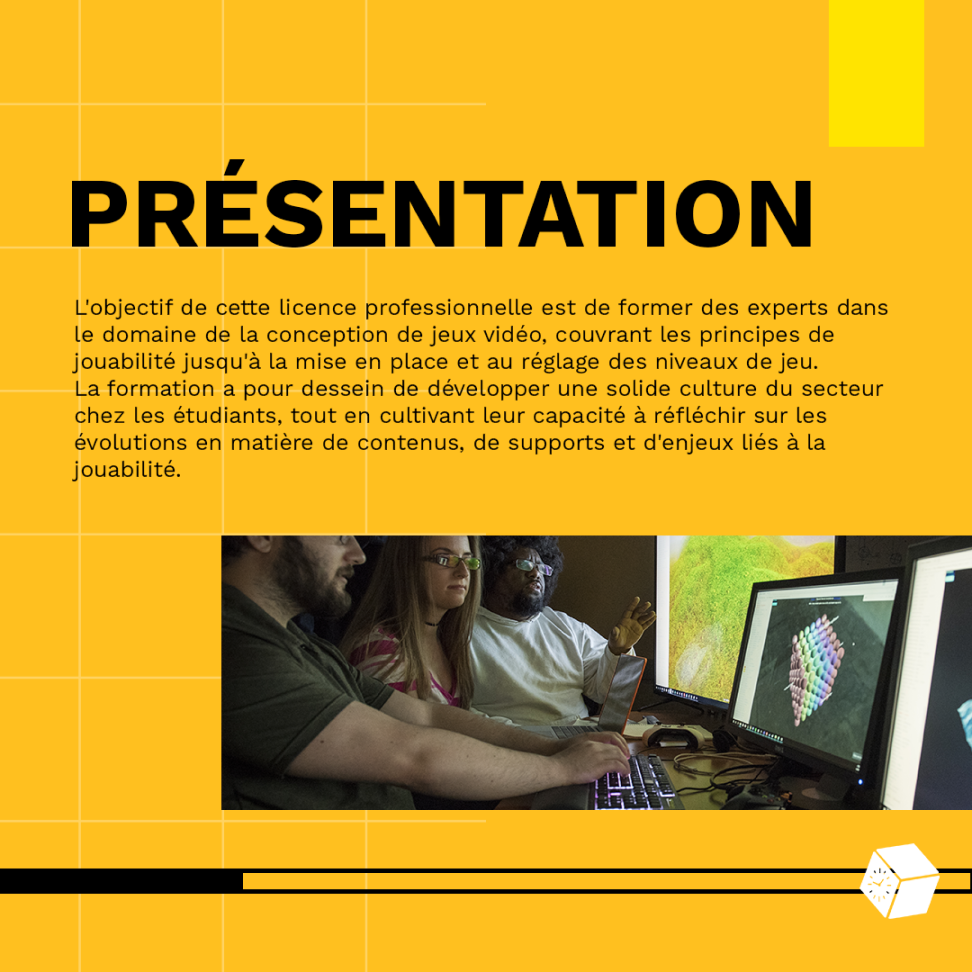 PRÉSENTATION
L'objectif de cette licence professionnelle est de former des experts dans
le domaine de la conception de jeux vidéo, couvrant les principes de
jouabilité jusqu'à la mise en place et au réglage des niveaux de jeu.
La formation a pour dessein de développer une solide culture du secteur
chez les étudiants, tout en cultivant leur capacité à réfléchir sur les
évolutions en matière de contenus, de supports et d'enjeux liés à la
jouabilité.